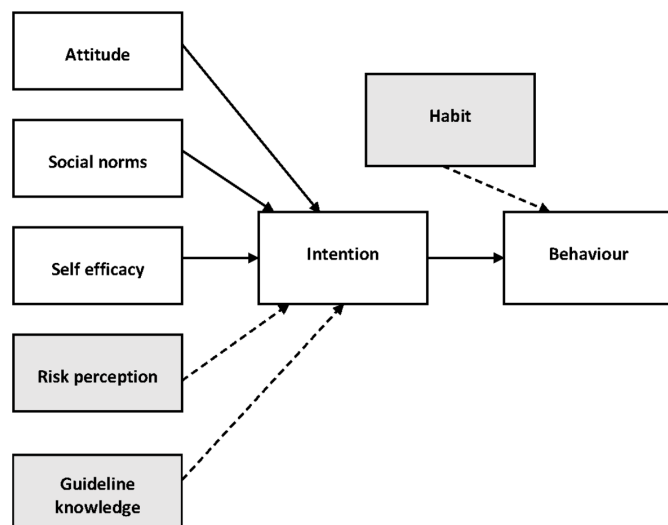 Attitude
Social norms
Self efficacy
Risk perception
Guideline
knowledge
Intention
Habit
Behaviour